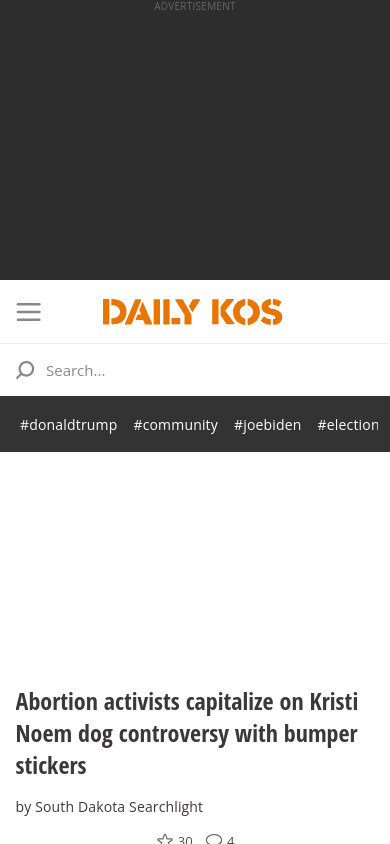 ADVERTISEMENT
DAILY KOS
Search...
#donaldtrump #community #joebiden #election
Abortion activists capitalize on Kristi
Noem dog controversy with bumper
stickers
by South Dakota Searchlight
30 4